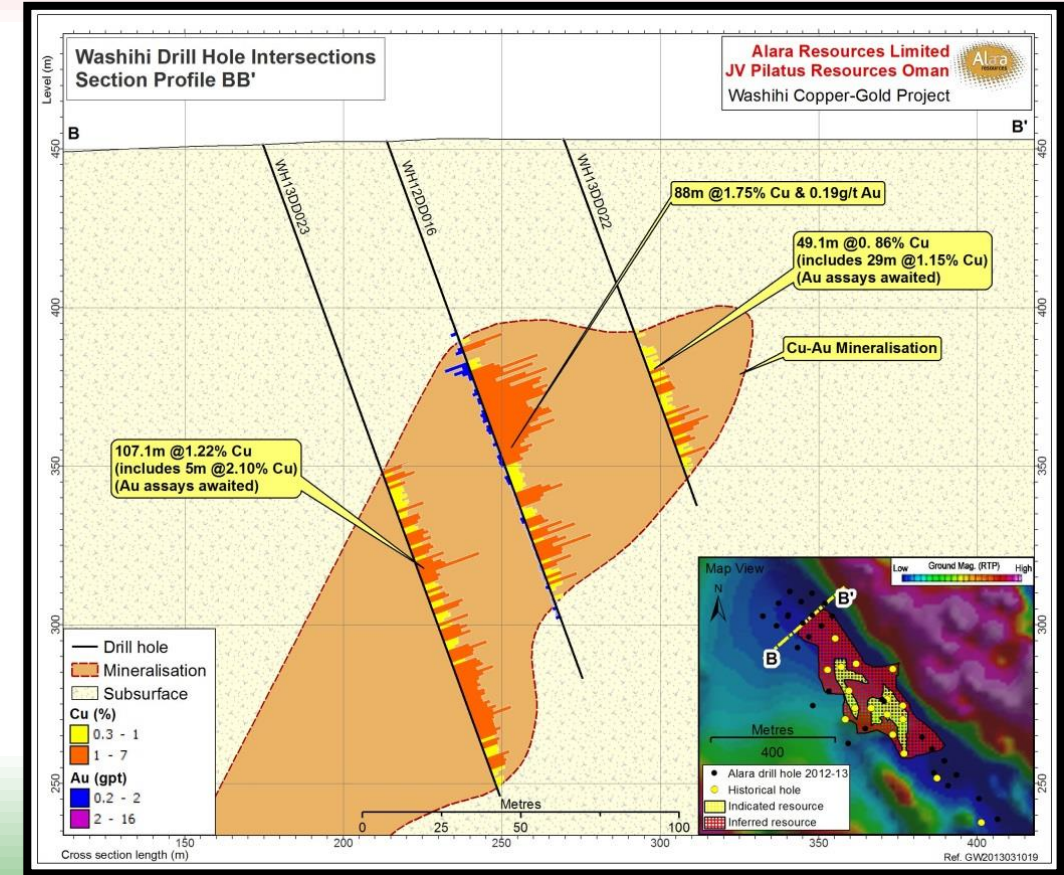 Washihi Drill Hole Intersections
Section Profile BB'
Alara Resources Limited
JV Pilatus Resources Oman
Washihi Copper-Gold Project
Alara
resources
Level (m)
B
B'
450
450
WH13DD023
WH12DD016
WH13DD022
88m @1.75% Cu & 0.19g/t Au
49.1m @0. 86% Cu
(includes 29m @1.15% Cu)
(Au assays awaited)
400
400
Cu-Au Mineralisation
107.1m @1.22% Cu
(includes 5m @2.10% Cu)
(Au assays awaited)
350
350
300
300
250
250
Drill hole
Mineralisation
Subsurface
Cu (%)
0.3 - 1
1 - 7
Au (gpt)
0.2 - 2
2 - 16
Metres
0
25
50
100
Map View
N
Low
Ground Mag. (RTP)
High
B'
B
Metres
400
Alara drill hole 2012-13
Historical hole
Indicated resource
Inferred resource
150
200
250
300
350
400
Cross section length (m)
Ref. GW2013031019